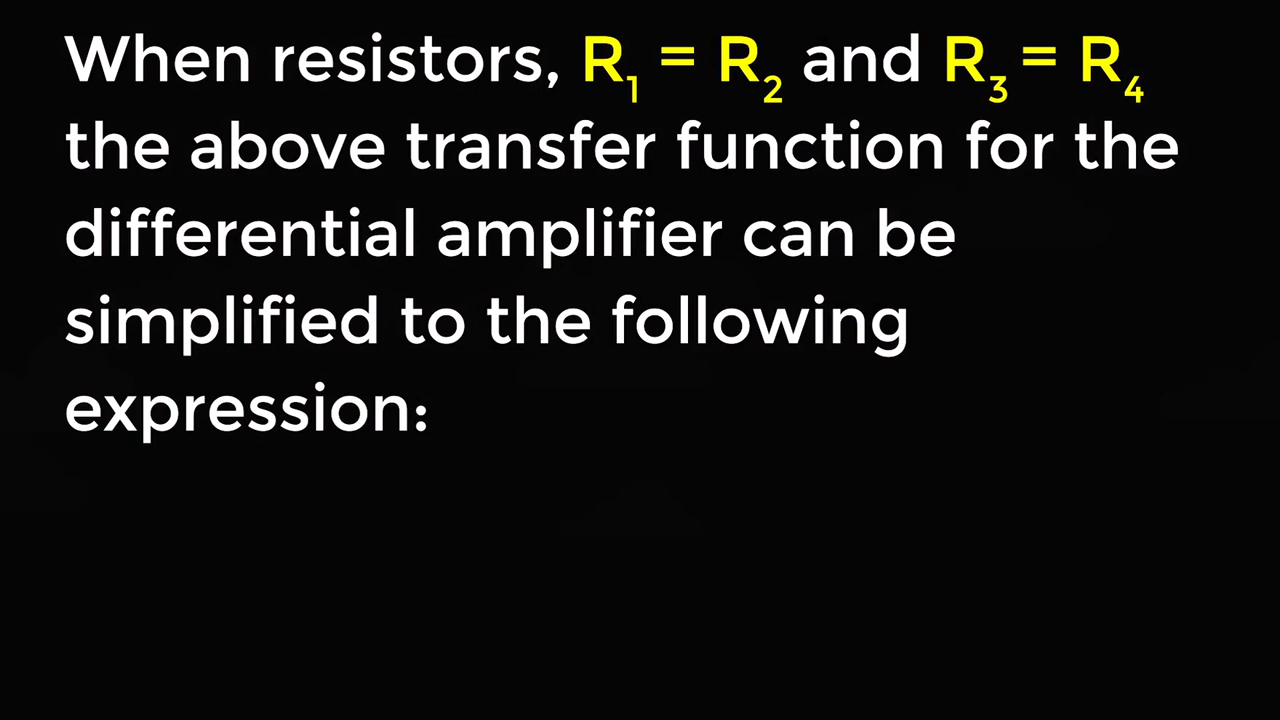 When resistors, R₁ = R₂ and R₃ = R₄
the above transfer function for the
differential amplifier can be
simplified to the following
expression: